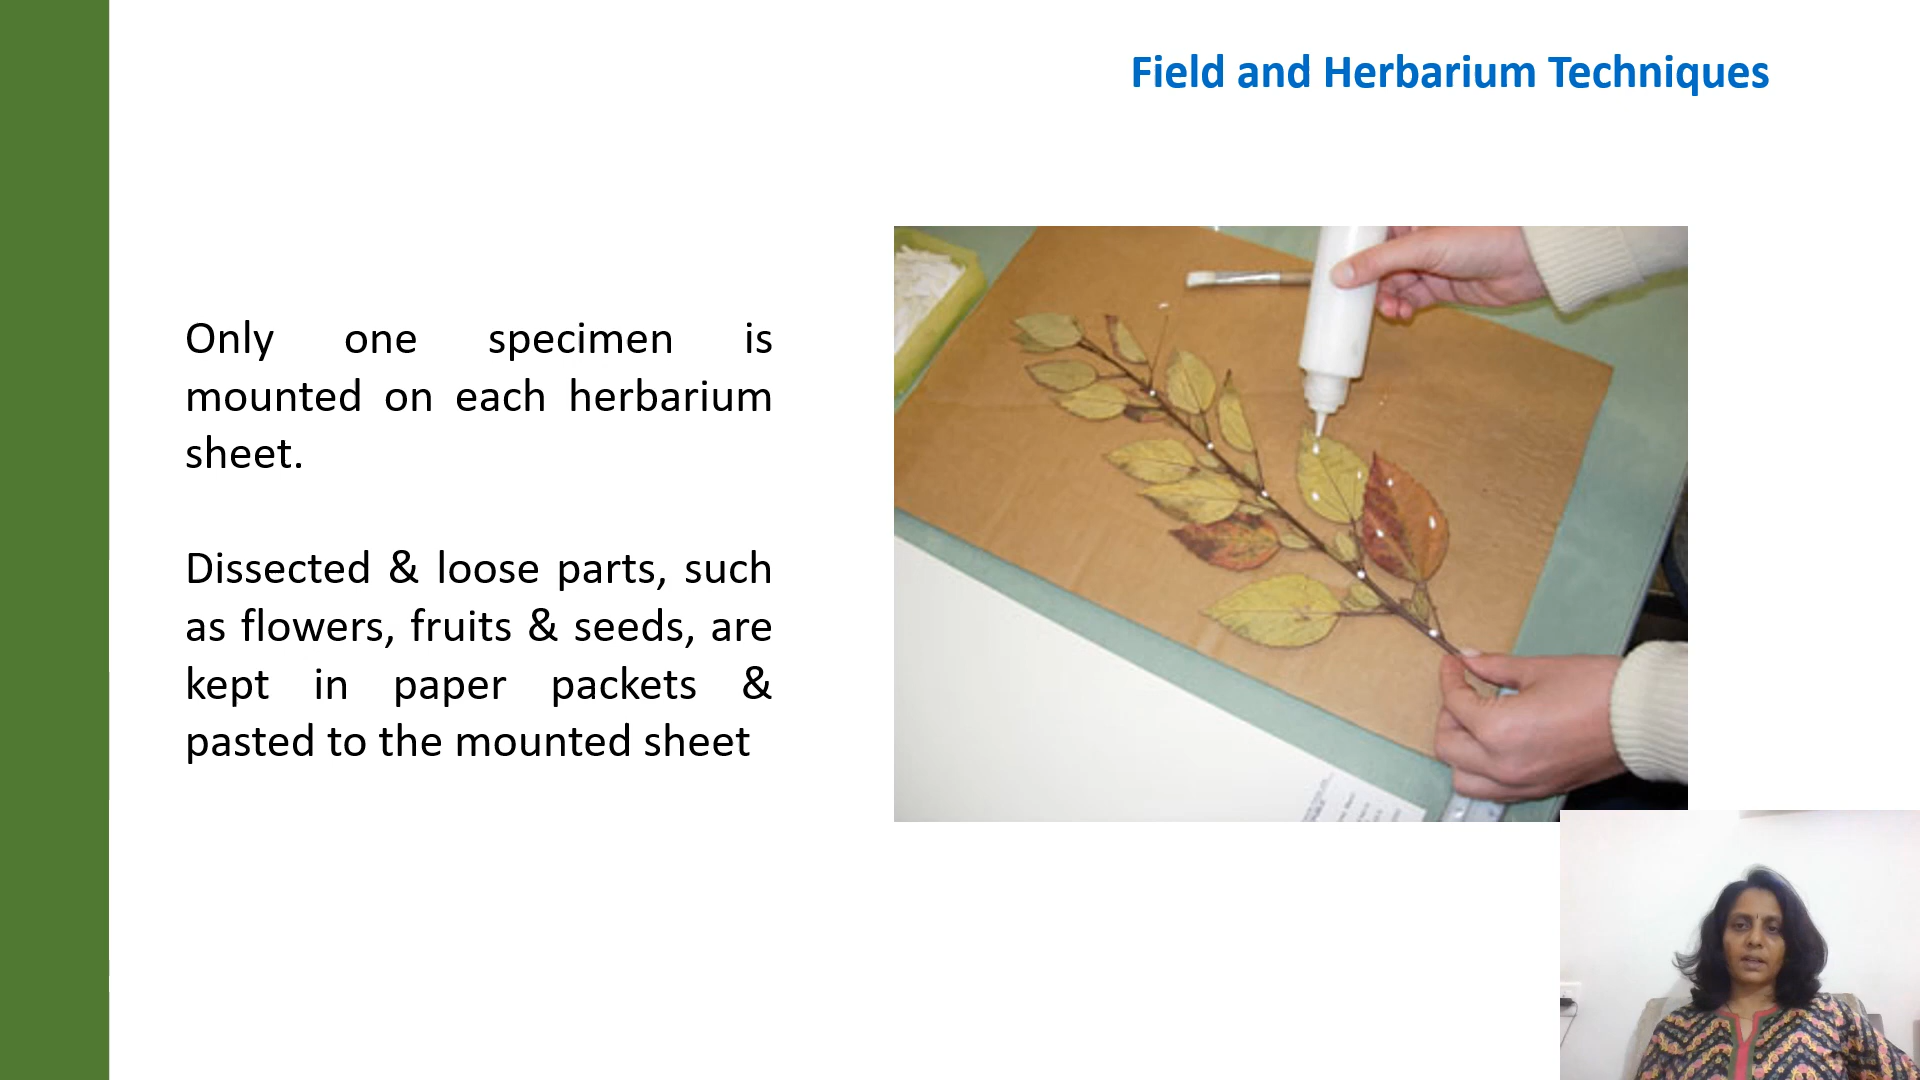 Field and Herbarium Techniques
Only one specimen is
mounted on each herbarium
sheet.
Dissected & loose parts, such
as flowers, fruits & seeds, are
kept in paper packets &
pasted to the mounted sheet